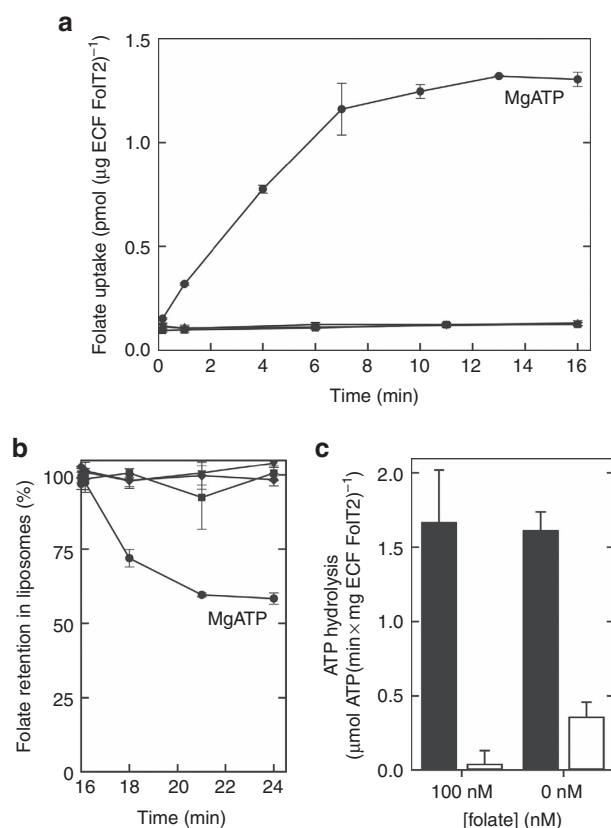 a
Folate uptake (pmol (μg ECF FolT2)⁻¹)
1.5
1.0
0.5
0.0
MgATP
0 2 4 6 8 10 12 14 16
Time (min)
b
Folate retention in liposomes (%)
100
75
50
25
0
MgATP
16 18 20 22 24
Time (min)
c
ATP hydrolysis
(μmol ATP(min×mg ECF FolT2)⁻¹)
2.0
1.5
1.0
0.5
0.0
100 nM 0 nM
[folate] (nM)